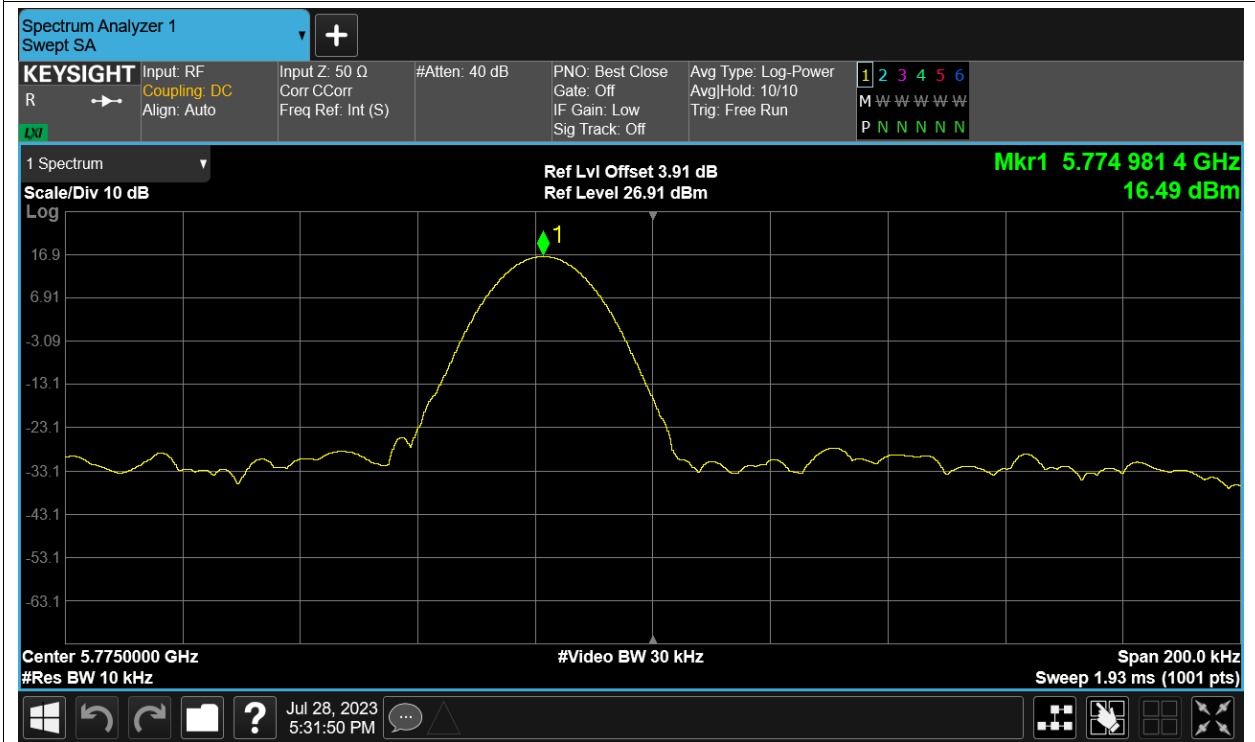 Spectrum Analyzer 1
Swept SA
+
KEYSIGHT
R
LXI
Input: RF
Coupling: DC
Align: Auto
Input Z: 50 Ω
Corr CCorr
Freq Ref: Int (S)
#Atten: 40 dB
PNO: Best Close
Gate: Off
IF Gain: Low
Sig Track: Off
Avg Type: Log-Power
Avg|Hold: 10/10
Trig: Free Run
1 2 3 4 5 6
M W W W W W
P N N N N N
1 Spectrum
Scale/Div 10 dB
Log
Ref Lvl Offset 3.91 dB
Ref Level 26.91 dBm
Mkr1 5.774 981 4 GHz
16.49 dBm
1
16.9
6.91
-3.09
-13.1
-23.1
-33.1
-43.1
-53.1
-63.1
Center 5.7750000 GHz
#Res BW 10 kHz
#Video BW 30 kHz
Span 200.0 kHz
Sweep 1.93 ms (1001 pts)
?
Jul 28, 2023
5:31:50 PM